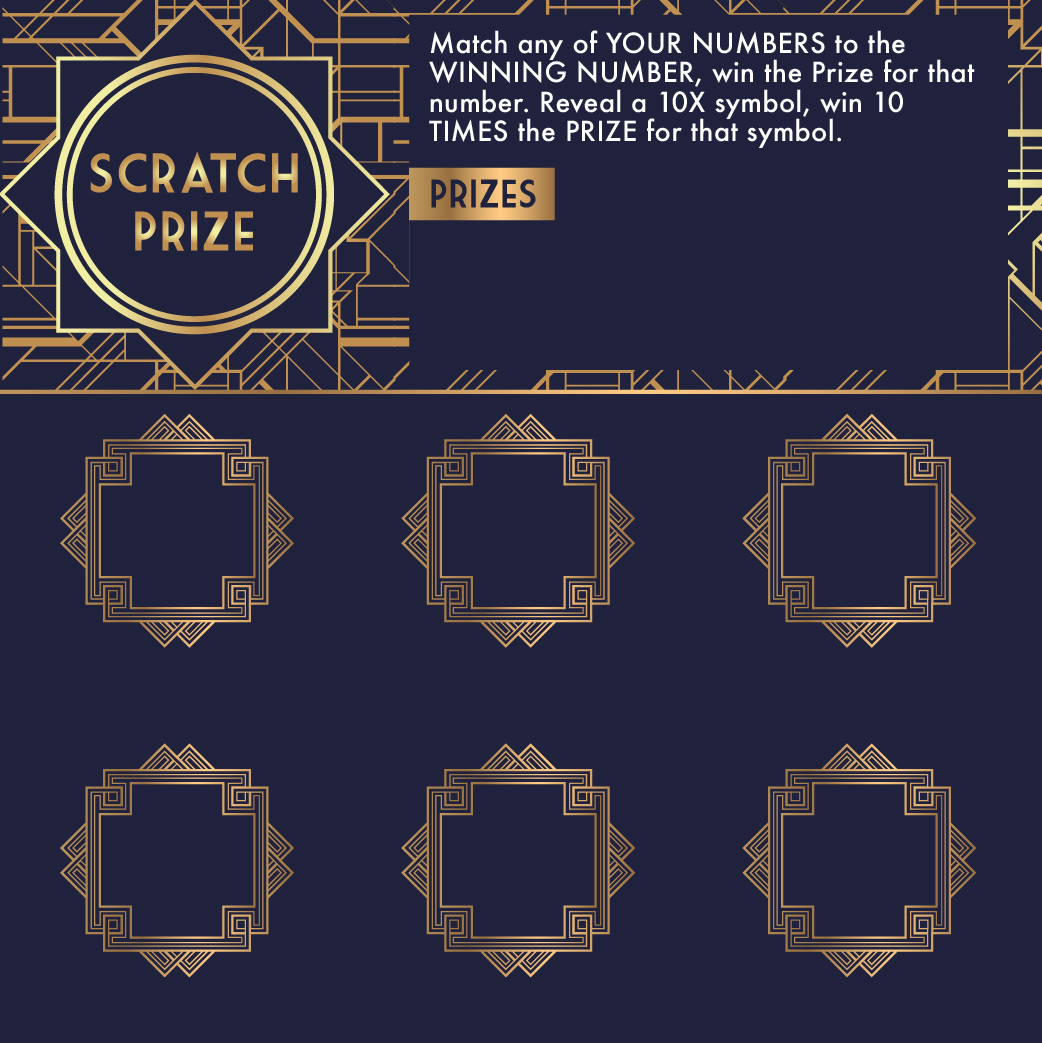 SCRATCH
PRIZE
Match any of YOUR NUMBERS to the
WINNING NUMBER, win the Prize for that
number. Reveal a 10X symbol, win 10
TIMES the PRIZE for that symbol.
PRIZES